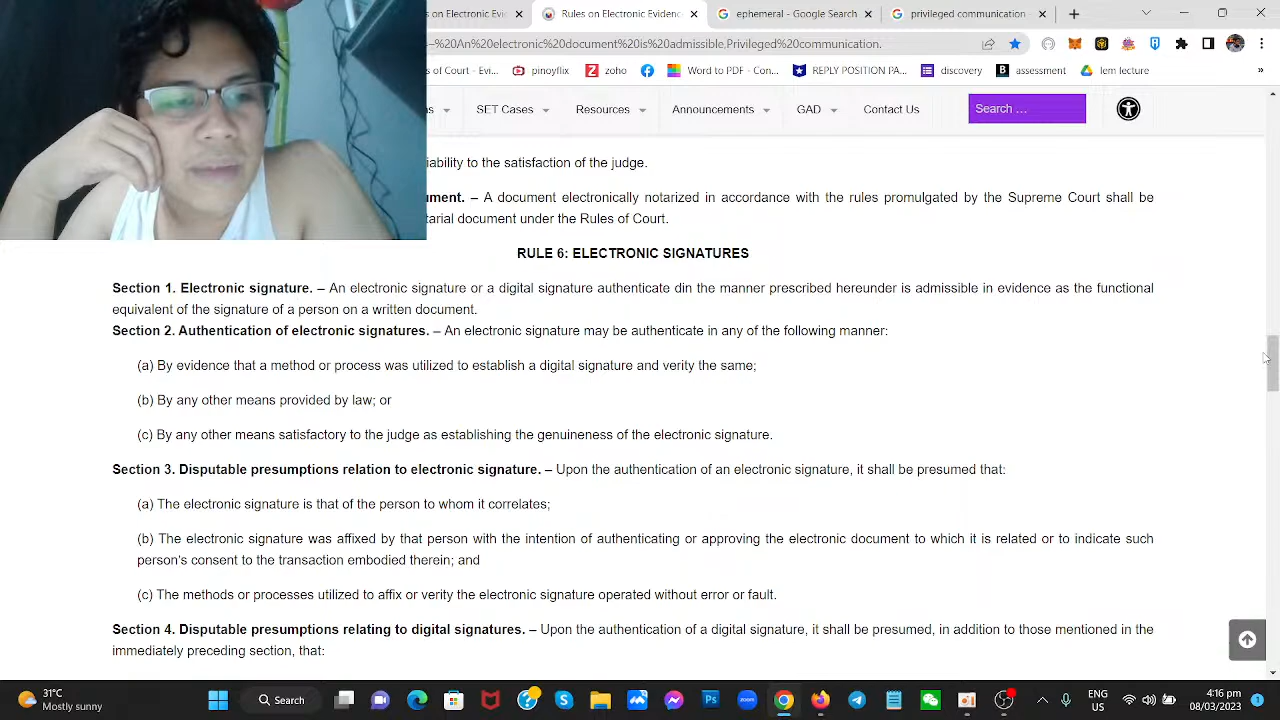 s on Electronic Evid
Rules on Electronic Evidenc
ephemeral - Google Search
privileged communication
– An%20electronic%20document%20is%20admissible,Privileged%20communication.
s of Court - Evi...
pinoyflix
zoho
Word to PDF - Con...
REPLY POSITION PA...
discovery
assessment
lem lecture
»
ns
SET Cases
Resources
Announcements
GAD
Contact Us
Search ...
iability to the satisfaction of the judge.
ument. – A document electronically notarized in accordance with the rules promulgated by the Supreme Court shall be
tarial document under the Rules of Court.
RULE 6: ELECTRONIC SIGNATURES
Section 1. Electronic signature. – An electronic signature or a digital signature authenticate din the manner prescribed hereunder is admissible in evidence as the functional
equivalent of the signature of a person on a written document.
Section 2. Authentication of electronic signatures. – An electronic signature may be authenticate in any of the following manner:
(a) By evidence that a method or process was utilized to establish a digital signature and verify the same;
(b) By any other means provided by law; or
(c) By any other means satisfactory to the judge as establishing the genuineness of the electronic signature.
Section 3. Disputable presumptions relation to electronic signature. – Upon the authentication of an electronic signature, it shall be presumed that:
(a) The electronic signature is that of the person to whom it correlates;
(b) The electronic signature was affixed by that person with the intention of authenticating or approving the electronic document to which it is related or to indicate such
person's consent to the transaction embodied therein; and
(c) The methods or processes utilized to affix or verify the electronic signature operated without error or fault.
Section 4. Disputable presumptions relating to digital signatures. – Upon the authentication of a digital signature, it shall be presumed, in addition to those mentioned in the
immediately preceding section, that:
31°C
Mostly sunny
Search
Ps
zoom
ENG
US
4:16 pm
08/03/2023
1